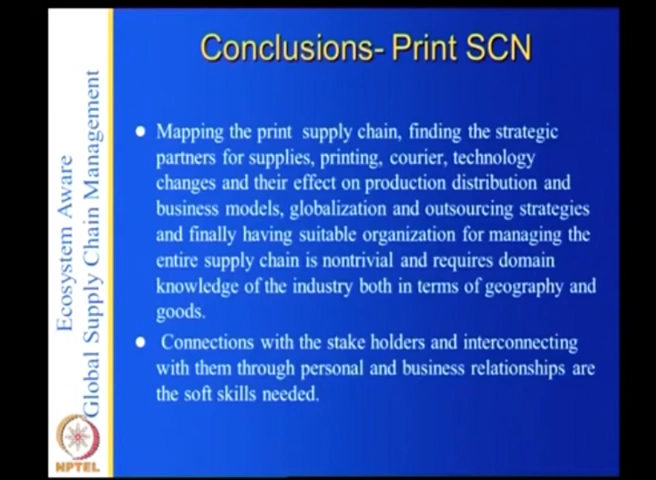 Conclusions- Print SCN
Mapping the print supply chain, finding the strategic
partners for supplies, printing, courier, technology
changes and their effect on production distribution and
business models, globalization and outsourcing strategies
and finally having suitable organization for managing the
entire supply chain is nontrivial and requires domain
knowledge of the industry both in terms of geography and
goods.
Connections with the stake holders and interconnecting
with them through personal and business relationships are
the soft skills needed.
Ecosystem Aware
Global Supply Chain Management
NPTEL